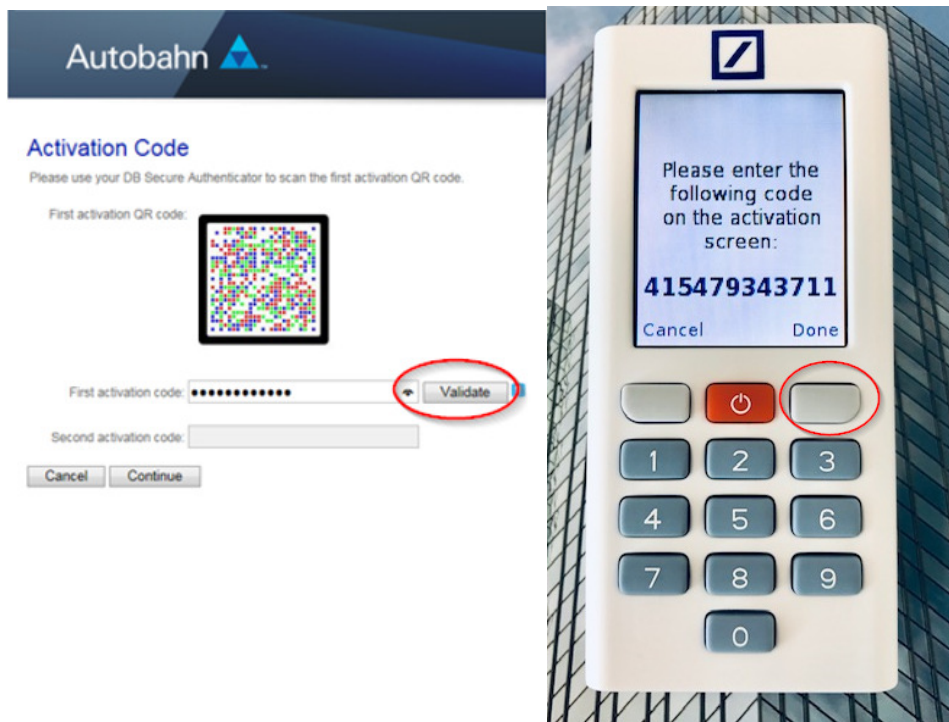 Autobahn
Activation Code
Please use your DB Secure Authenticator to scan the first activation QR code.
First activation QR code:
First activation code: ●●●●●●●●●●●● Validate
Second activation code:
Cancel Continue
Please enter the
following code
on the activation
screen:
415479343711
Cancel Done
1 2 3
4 5 6
7 8 9
0